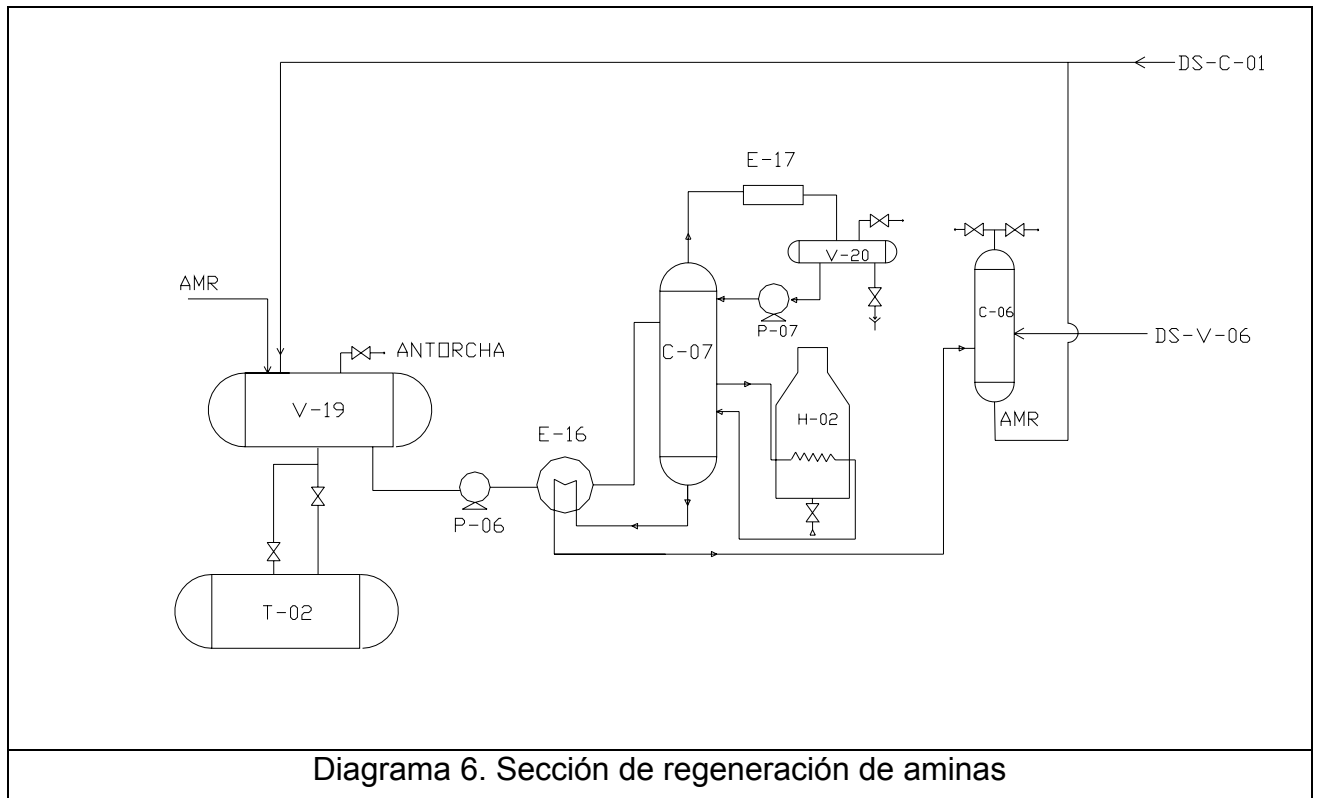 DS-C-01
E-17
V-20
AMR
C-06
P-07
DS-V-06
ANTORCHA
C-07
V-19
H-02
AMR
E-16
P-06
T-02
Diagrama 6. Sección de regeneración de aminas